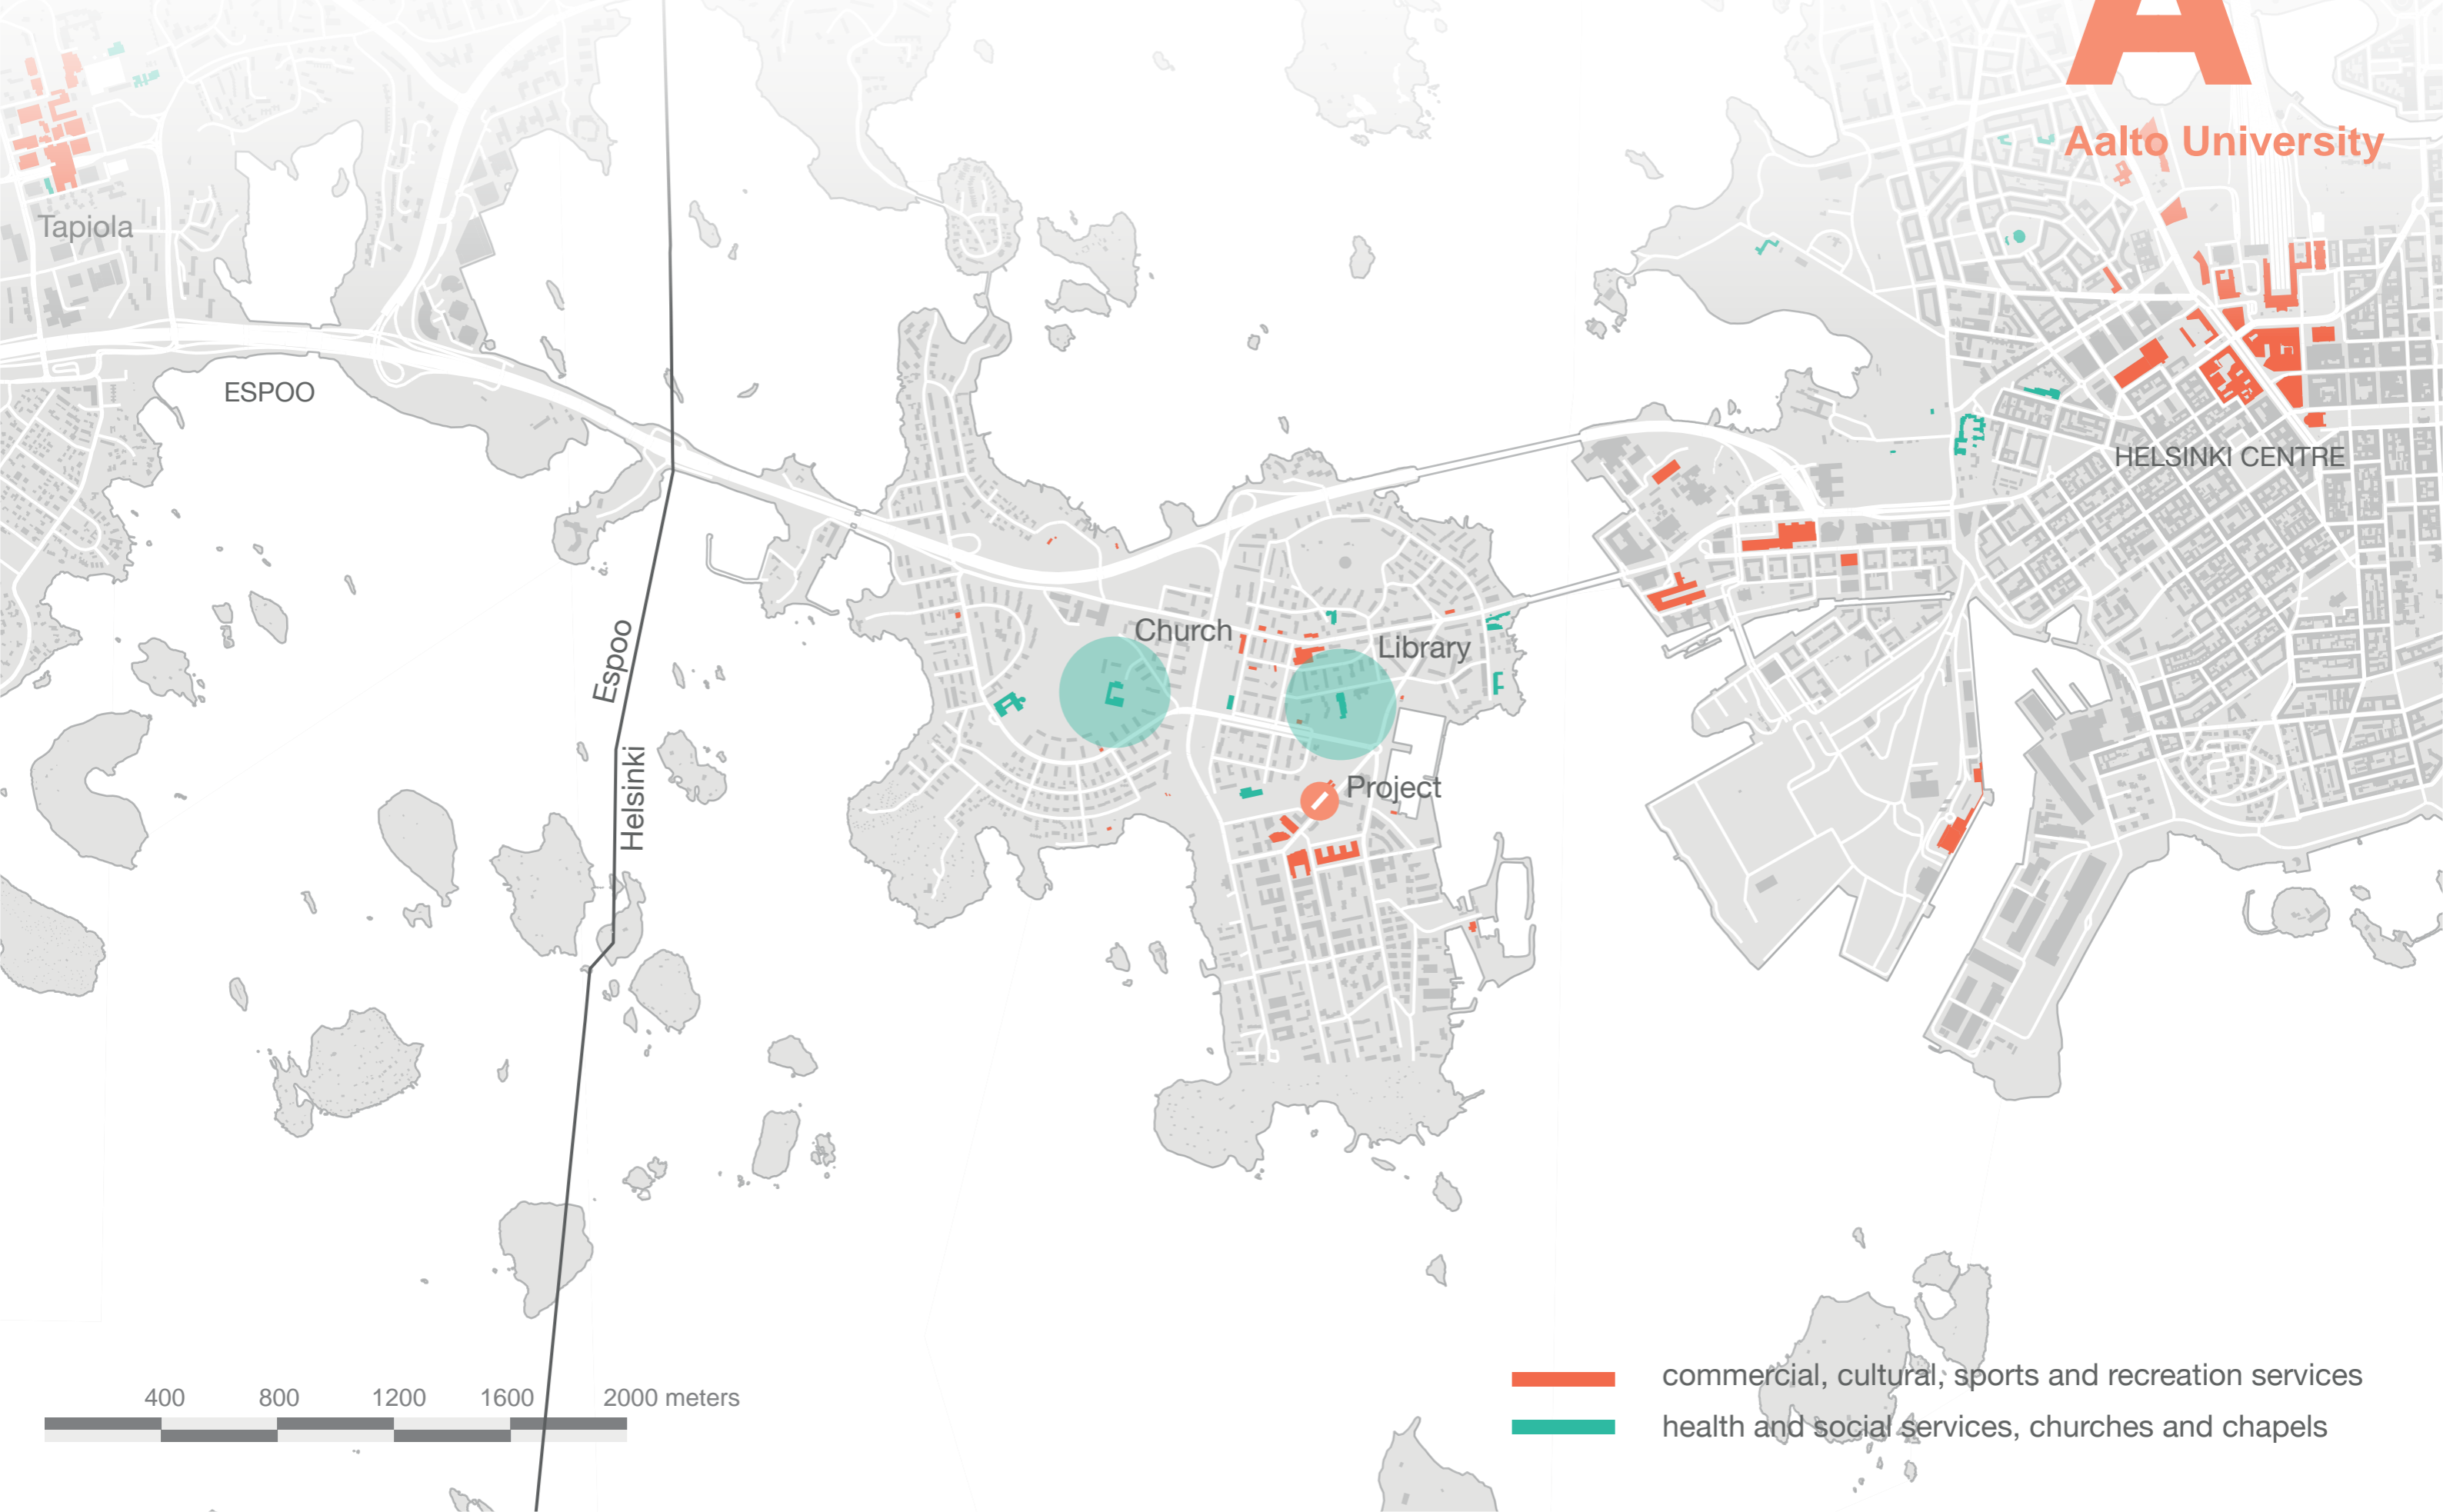 A
Aalto University
Tapiola
ESPOO
HELSINKI CENTRE
Espoo
Helsinki
Church
Library
Project
400 800 1200 1600 2000 meters
commercial, cultural, sports and recreation services
health and social services, churches and chapels